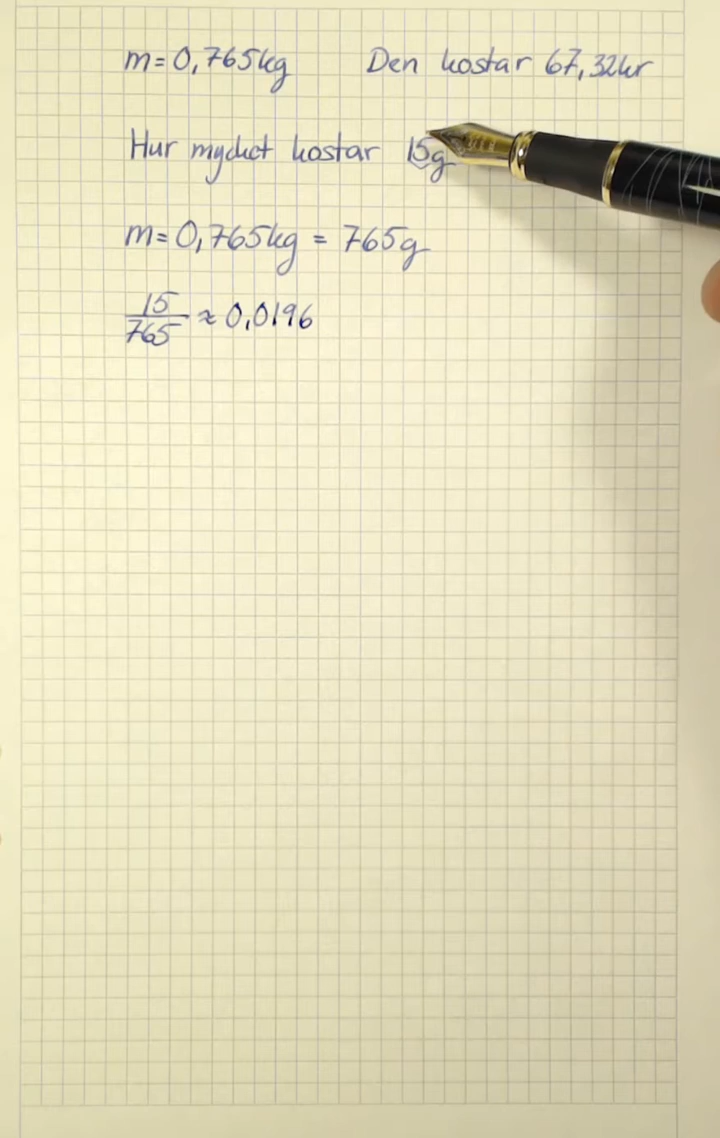 m = 0,765kg Den kostar 67,32kr
Hur mycket kostar 15g
m = 0,765kg = 765g
15/765 ≈ 0,0196